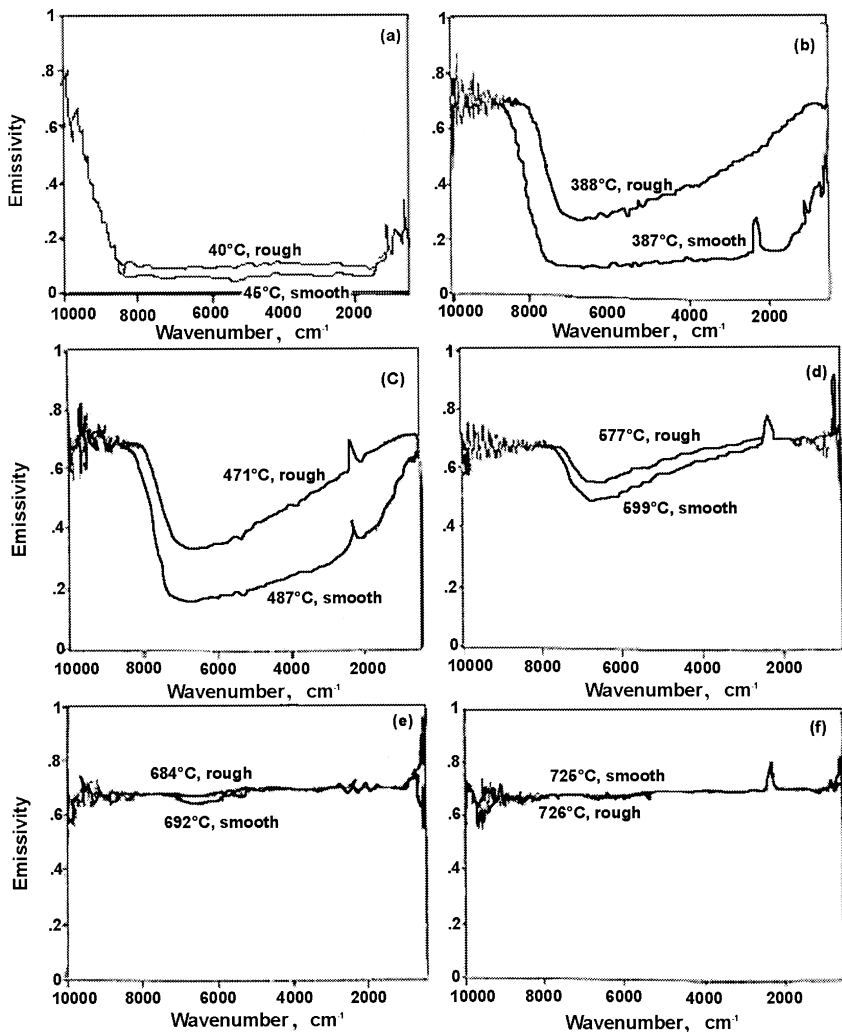 (a)
1
.8
.6
.4
.2
0
Emissivity
40°C, rough
45°C, smooth
10000 8000 6000 4000 2000
Wavenumber, cm-1
(b)
1
.8
.6
.4
.2
0
388°C, rough
387°C, smooth
10000 8000 6000 4000 2000
Wavenumber, cm-1
(C)
1
.8
.6
.4
.2
0
Emissivity
471°C, rough
487°C, smooth
10000 8000 6000 4000 2000
Wavenumber, cm-1
(d)
1
.8
.6
.4
.2
0
577°C, rough
599°C, smooth
10000 8000 6000 4000 2000
Wavenumber, cm-1
(e)
1
.8
.6
.4
.2
0
Emissivity
684°C, rough
692°C, smooth
10000 8000 6000 4000 2000
Wavenumber, cm-1
(f)
1
.8
.6
.4
.2
0
726°C, smooth
726°C, rough
10000 8000 6000 4000 2000
Wavenumber, cm-1